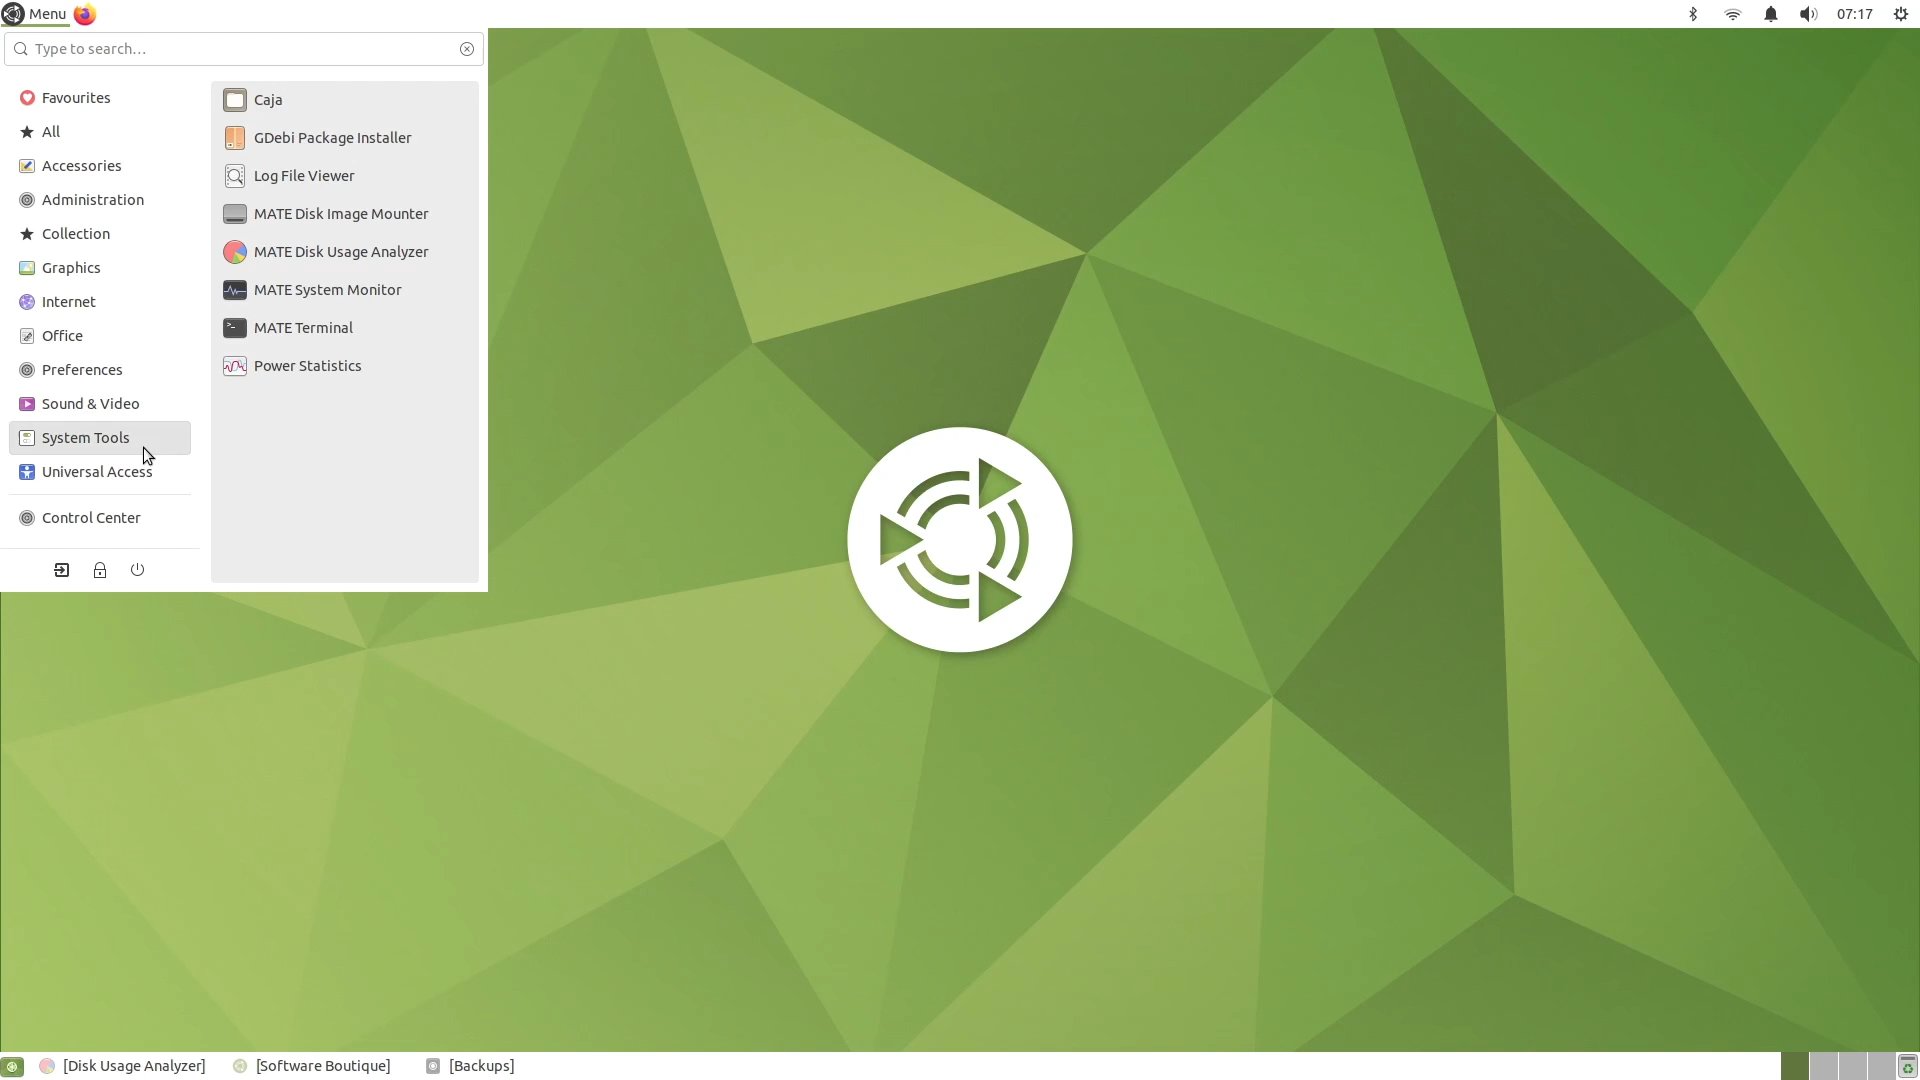 Menu
07:17
Type to search...
Favourites
All
Accessories
Administration
Collection
Graphics
Internet
Office
Preferences
Sound & Video
System Tools
Universal Access
Control Center
Caja
GDebi Package Installer
Log File Viewer
MATE Disk Image Mounter
MATE Disk Usage Analyzer
MATE System Monitor
MATE Terminal
Power Statistics
[Disk Usage Analyzer]
[Software Boutique]
[Backups]